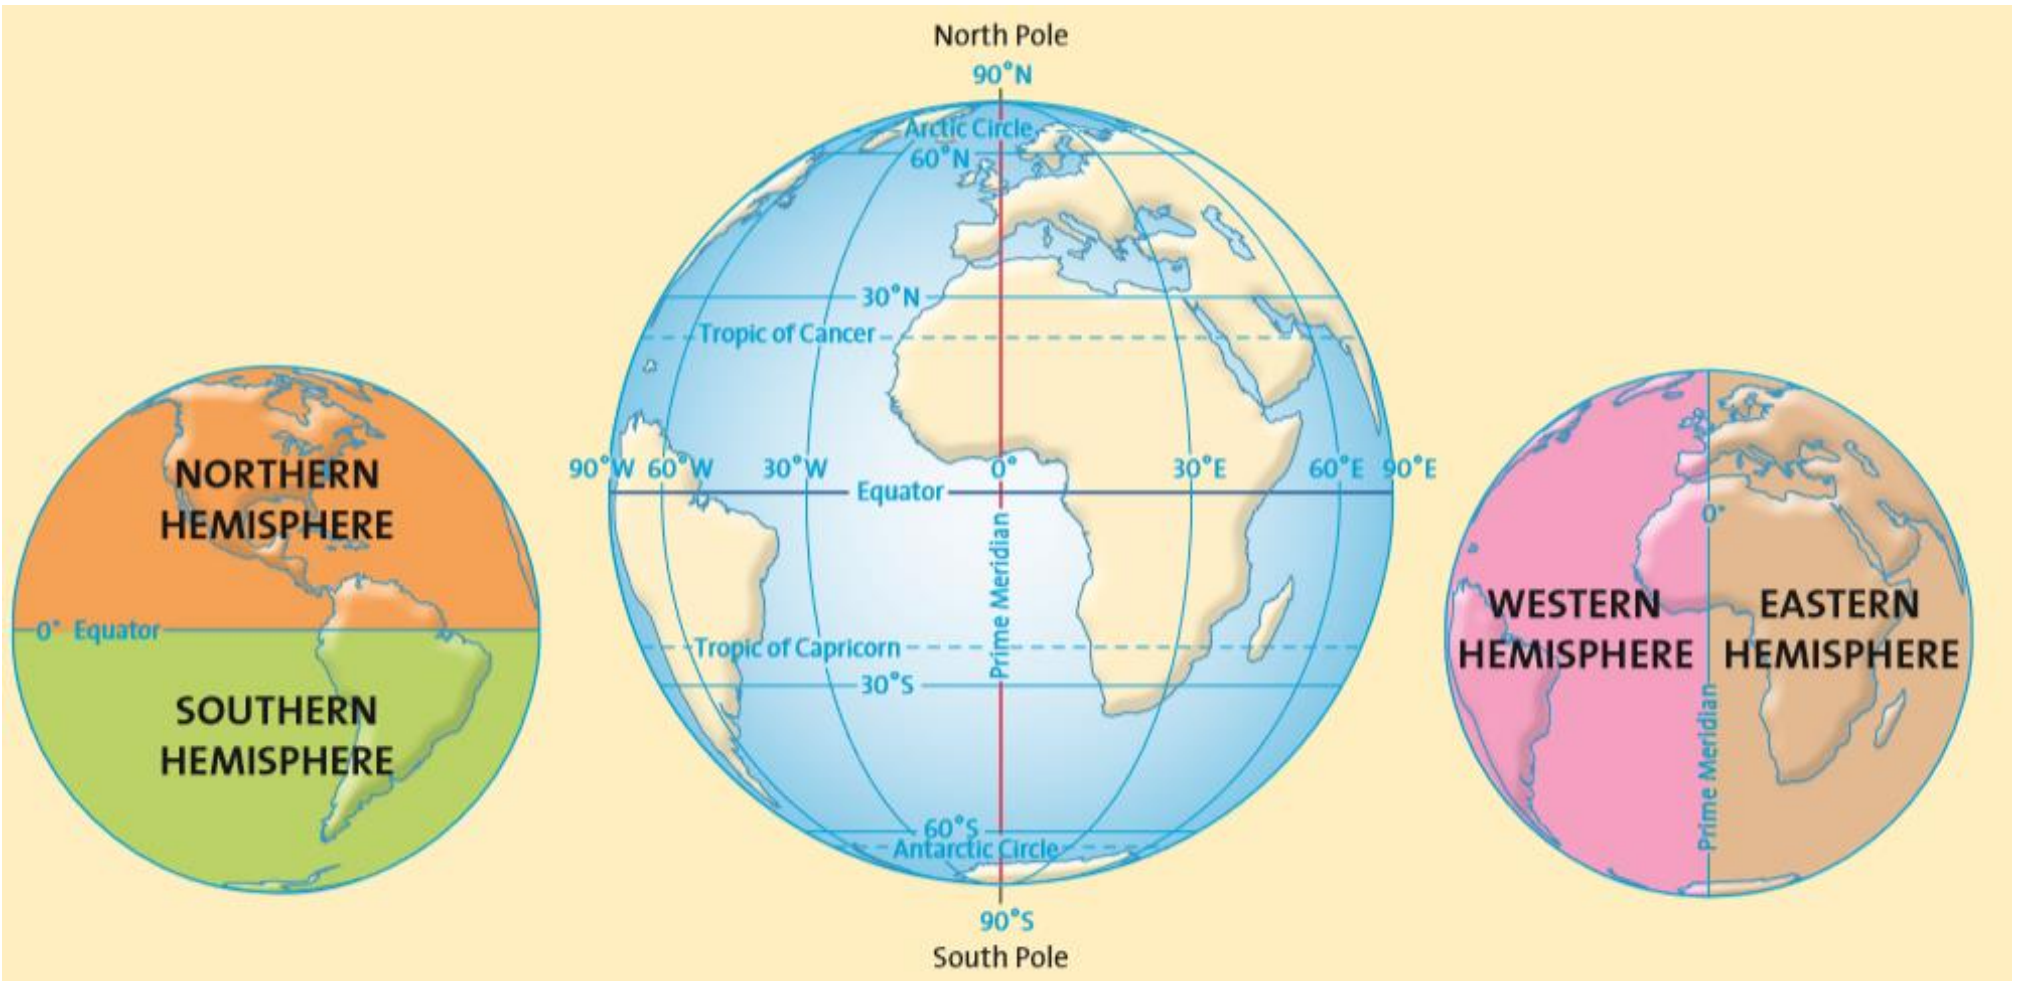 North Pole
90°N
Arctic Circle
60°N
30°N
Tropic of Cancer
90°W 60°W 30°W 0° 30°E 60°E 90°E
Equator
Prime Meridian
Tropic of Capricorn
30°S
60°S
Antarctic Circle
90°S
South Pole
NORTHERN
HEMISPHERE
0° Equator
SOUTHERN
HEMISPHERE
0°
WESTERN
HEMISPHERE
EASTERN
HEMISPHERE
Prime Meridian